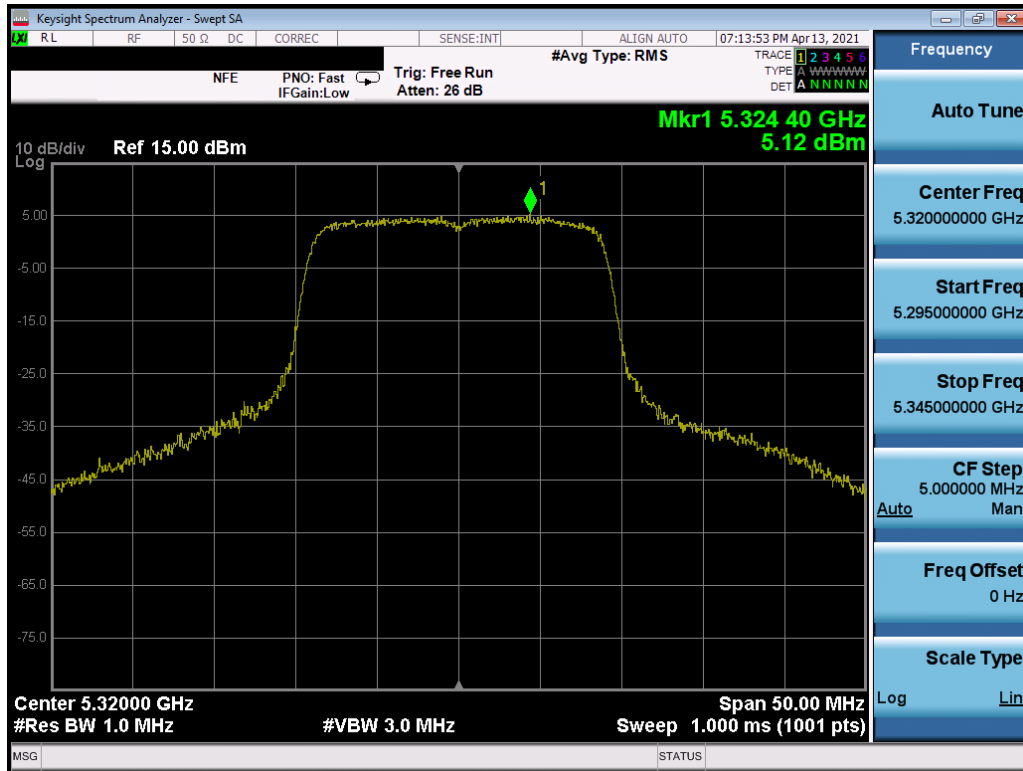 Keysight Spectrum Analyzer - Swept SA
LXI RL RF 50 Ω DC CORREC SENSE:INT ALIGN AUTO 07:13:53 PM Apr 13, 2021
NFE PNO: Fast IFGain:Low Trig: Free Run Atten: 26 dB #Avg Type: RMS
TRACE 1 2 3 4 5 6
TYPE A WWWWW
DET A N N N N N
Mkr1 5.324 40 GHz
5.12 dBm
10 dB/div Ref 15.00 dBm
Log
1
5.00
-5.00
-15.0
-25.0
-35.0
-45.0
-55.0
-65.0
-75.0
Center 5.32000 GHz Span 50.00 MHz
#Res BW 1.0 MHz #VBW 3.0 MHz Sweep 1.000 ms (1001 pts)
MSG STATUS
Frequency
Auto Tune
Center Freq
5.320000000 GHz
Start Freq
5.295000000 GHz
Stop Freq
5.345000000 GHz
CF Step
5.000000 MHz
Auto Man
Freq Offset
0 Hz
Scale Type
Log Lin